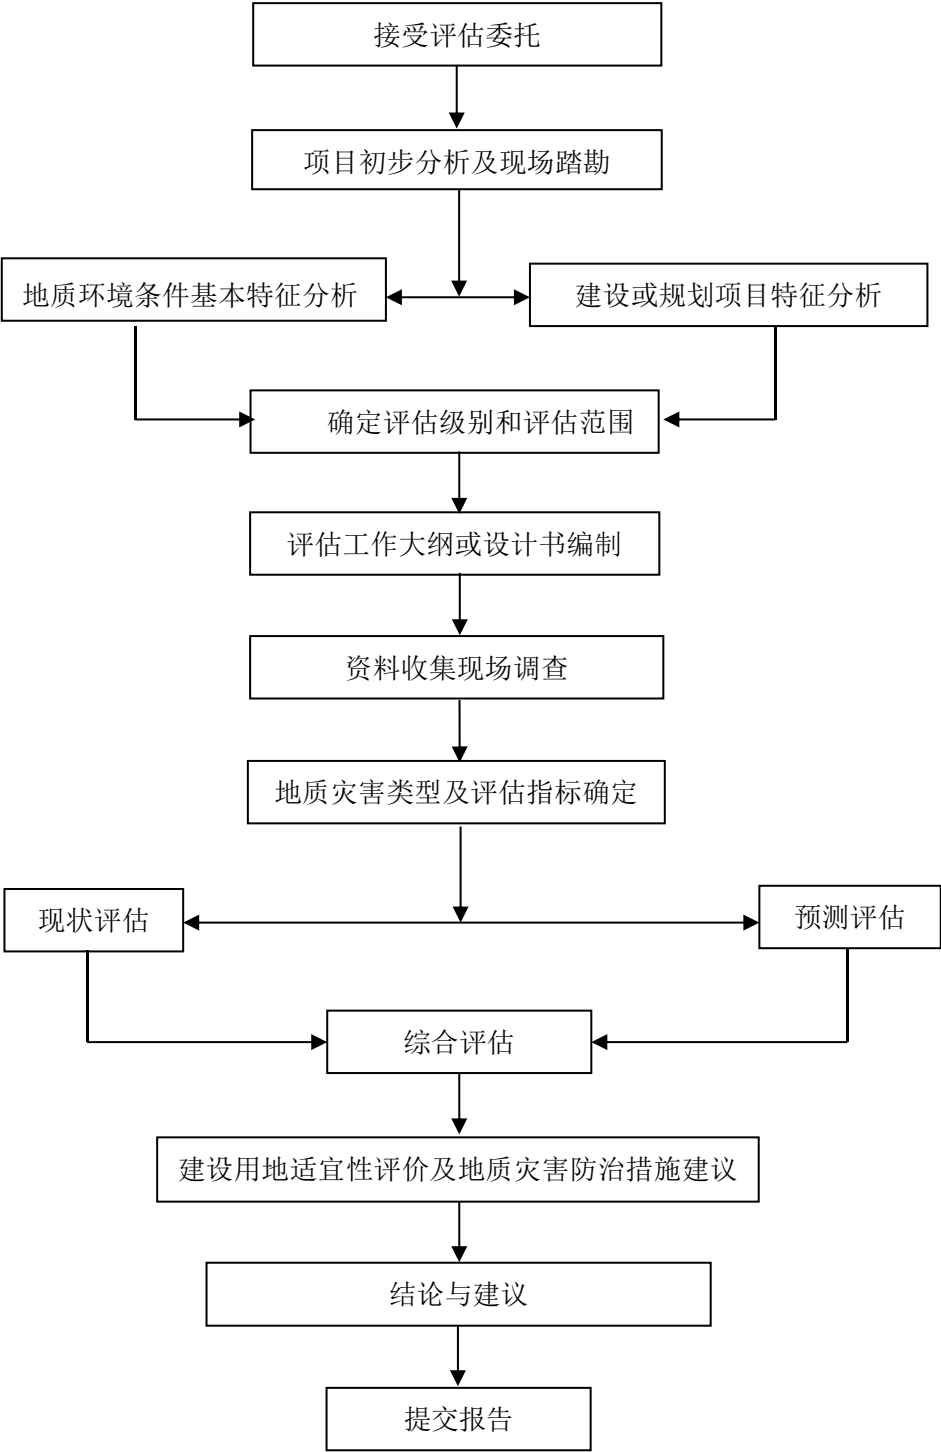 接受评估委托
项目初步分析及现场踏勘
地质环境条件基本特征分析
建设或规划项目特征分析
确定评估级别和评估范围
评估工作大纲或设计书编制
资料收集现场调查
地质灾害类型及评估指标确定
现状评估
预测评估
综合评估
建设用地适宜性评价及地质灾害防治措施建议
结论与建议
提交报告